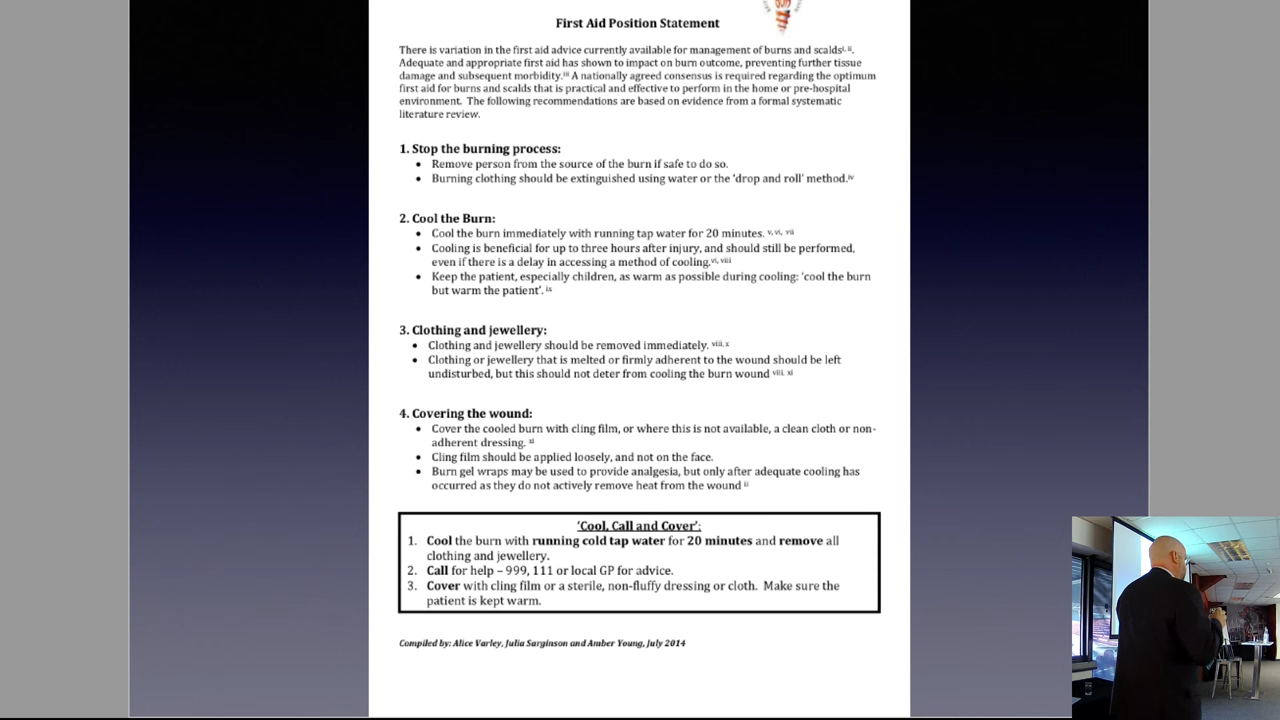 First Aid Position Statement
There is variation in the first aid advice currently available for management of burns and scaldsi, ii.
Adequate and appropriate first aid has shown to impact on burn outcome, preventing further tissue
damage and subsequent morbidity.iii A nationally agreed consensus is required regarding the optimum
first aid for burns and scalds that is practical and effective to perform in the home or pre-hospital
environment. The following recommendations are based on evidence from a formal systematic
literature review.
1. Stop the burning process:
• Remove person from the source of the burn if safe to do so.
• Burning clothing should be extinguished using water or the ‘drop and roll’ method.iv
2. Cool the Burn:
• Cool the burn immediately with running tap water for 20 minutes. v, vi, vii
• Cooling is beneficial for up to three hours after injury, and should still be performed,
even if there is a delay in accessing a method of cooling.vi, viii
• Keep the patient, especially children, as warm as possible during cooling: ‘cool the burn
but warm the patient’. ix
3. Clothing and jewellery:
• Clothing and jewellery should be removed immediately. viii, x
• Clothing or jewellery that is melted or firmly adherent to the wound should be left
undisturbed, but this should not deter from cooling the burn wound viii, xi
4. Covering the wound:
• Cover the cooled burn with cling film, or where this is not available, a clean cloth or non-
adherent dressing. xi
• Cling film should be applied loosely, and not on the face.
• Burn gel wraps may be used to provide analgesia, but only after adequate cooling has
occurred as they do not actively remove heat from the wound ii
‘Cool, Call and Cover’:
1. Cool the burn with running cold tap water for 20 minutes and remove all
clothing and jewellery.
2. Call for help – 999, 111 or local GP for advice.
3. Cover with cling film or a sterile, non-fluffy dressing or cloth. Make sure the
patient is kept warm.
Compiled by: Alice Varley, Julia Sarginson and Amber Young, July 2014